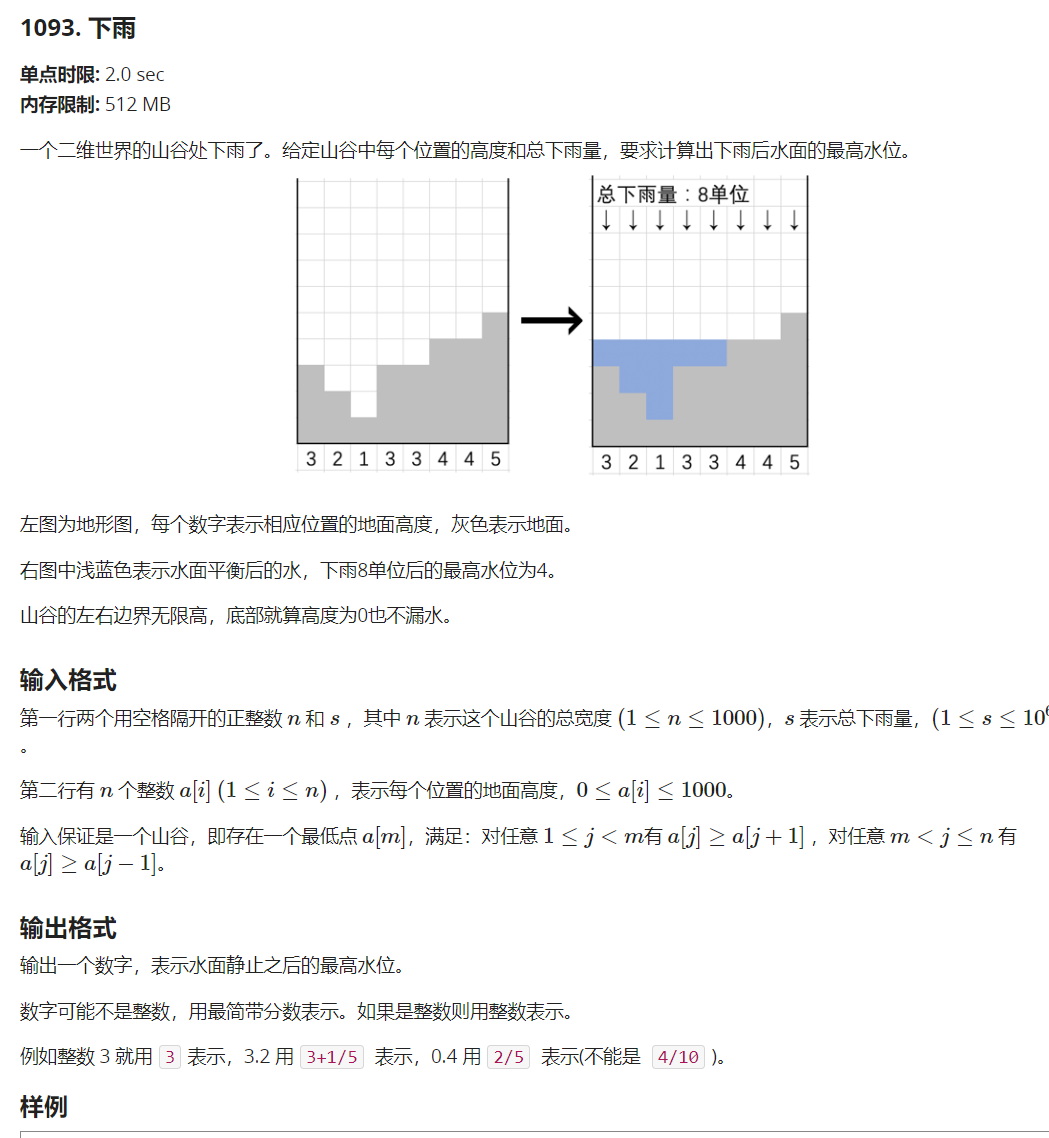 1093. 下雨
单点时限: 2.0 sec
内存限制: 512 MB
一个二维世界的山谷处下雨了。给定山谷中每个位置的高度和总下雨量，要求计算出下雨后水面的最高水位。
总下雨量：8单位
↓ ↓ ↓ ↓ ↓ ↓ ↓ ↓
3 2 1 3 3 4 4 5
3 2 1 3 3 4 4 5
左图为地形图，每个数字表示相应位置的地面高度，灰色表示地面。
右图中浅蓝色表示水面平衡后的水，下雨8单位后的最高水位为4。
山谷的左右边界无限高，底部就算高度为0也不漏水。
输入格式
第一行两个用空格隔开的正整数 n 和 s ，其中 n 表示这个山谷的总宽度 (1 ≤ n ≤ 1000)，s 表示总下雨量，(1 ≤ s ≤ 10⁶
。
第二行有 n 个整数 a[i] (1 ≤ i ≤ n) ，表示每个位置的地面高度，0 ≤ a[i] ≤ 1000。
输入保证是一个山谷，即存在一个最低点 a[m]，满足：对任意 1 ≤ j < m有 a[j] ≥ a[j + 1] ，对任意 m < j ≤ n 有
a[j] ≥ a[j − 1]。
输出格式
输出一个数字，表示水面静止之后的最高水位。
数字可能不是整数，用最简带分数表示。如果是整数则用整数表示。
例如整数 3 就用 3 表示，3.2 用 3+1/5 表示，0.4 用 2/5 表示(不能是 4/10 )。
样例